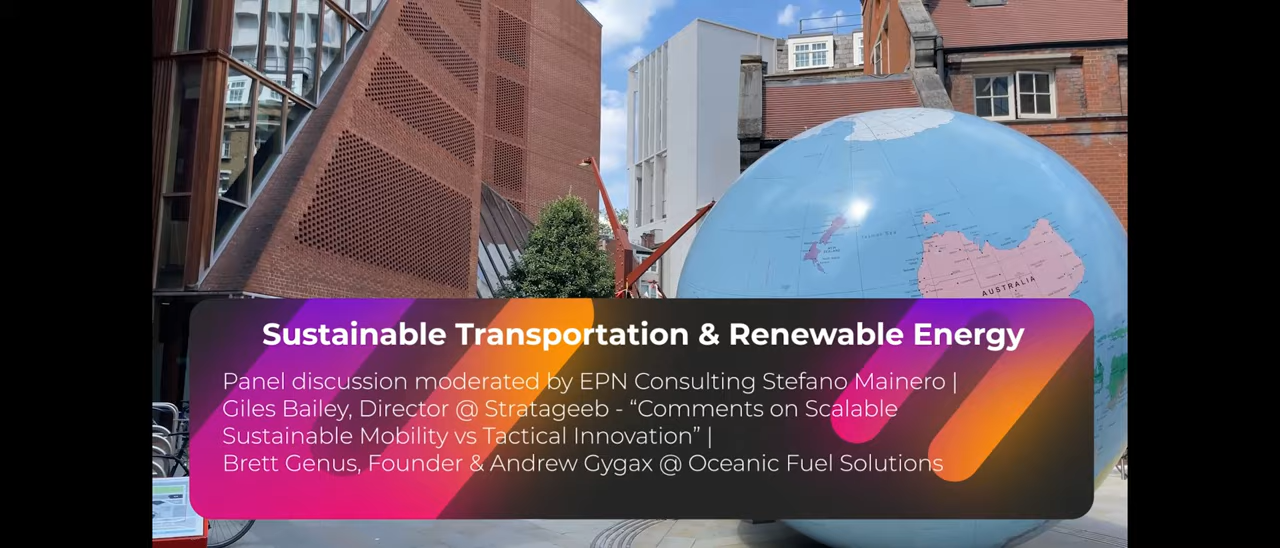 AUSTRALIA
Sustainable Transportation & Renewable Energy
Panel discussion moderated by EPN Consulting Stefano Mainero |
Giles Bailey, Director @ Stratageeb - “Comments on Scalable
Sustainable Mobility vs Tactical Innovation” |
Brett Genus, Founder & Andrew Gygax @ Oceanic Fuel Solutions